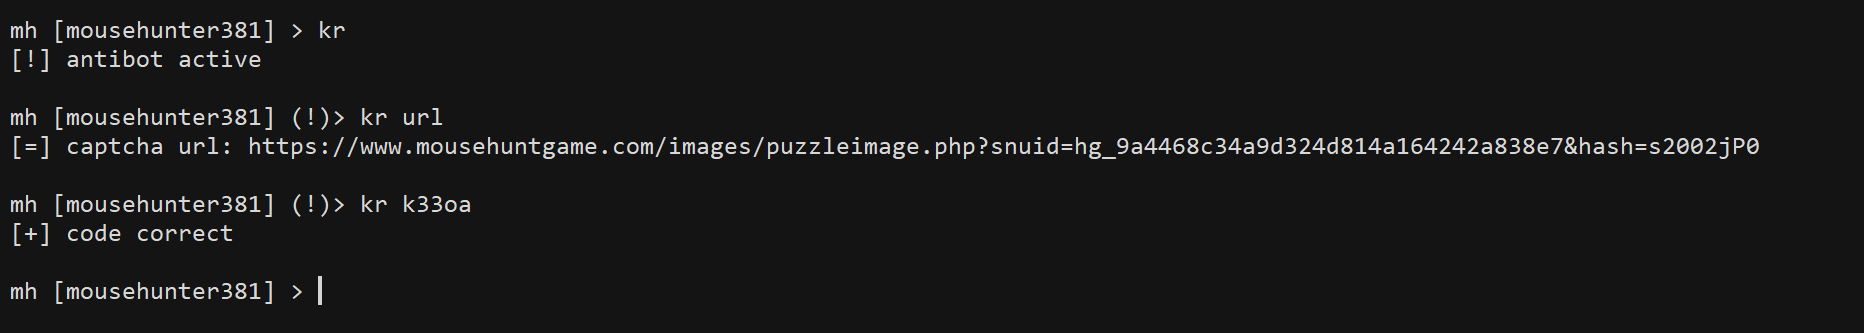 mh [mousehunter381] > kr
[!] antibot active
mh [mousehunter381] (!)> kr url
[=] captcha url: https://www.mousehuntgame.com/images/puzzleimage.php?snuid=hg_9a4468c34a9d324d814a164242a838e7&hash=s2002jP0
mh [mousehunter381] (!)> kr k33oa
[+] code correct
mh [mousehunter381] >